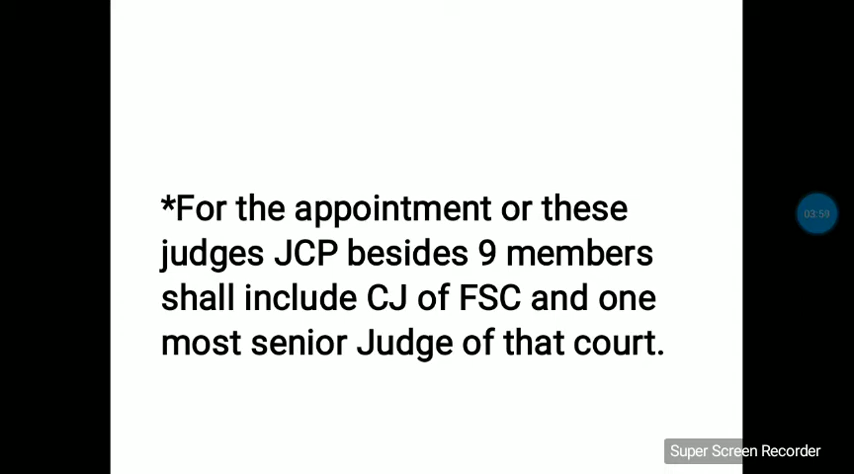 *For the appointment or these
judges JCP besides 9 members
shall include CJ of FSC and one
most senior Judge of that court.
03:59
Super Screen Recorder